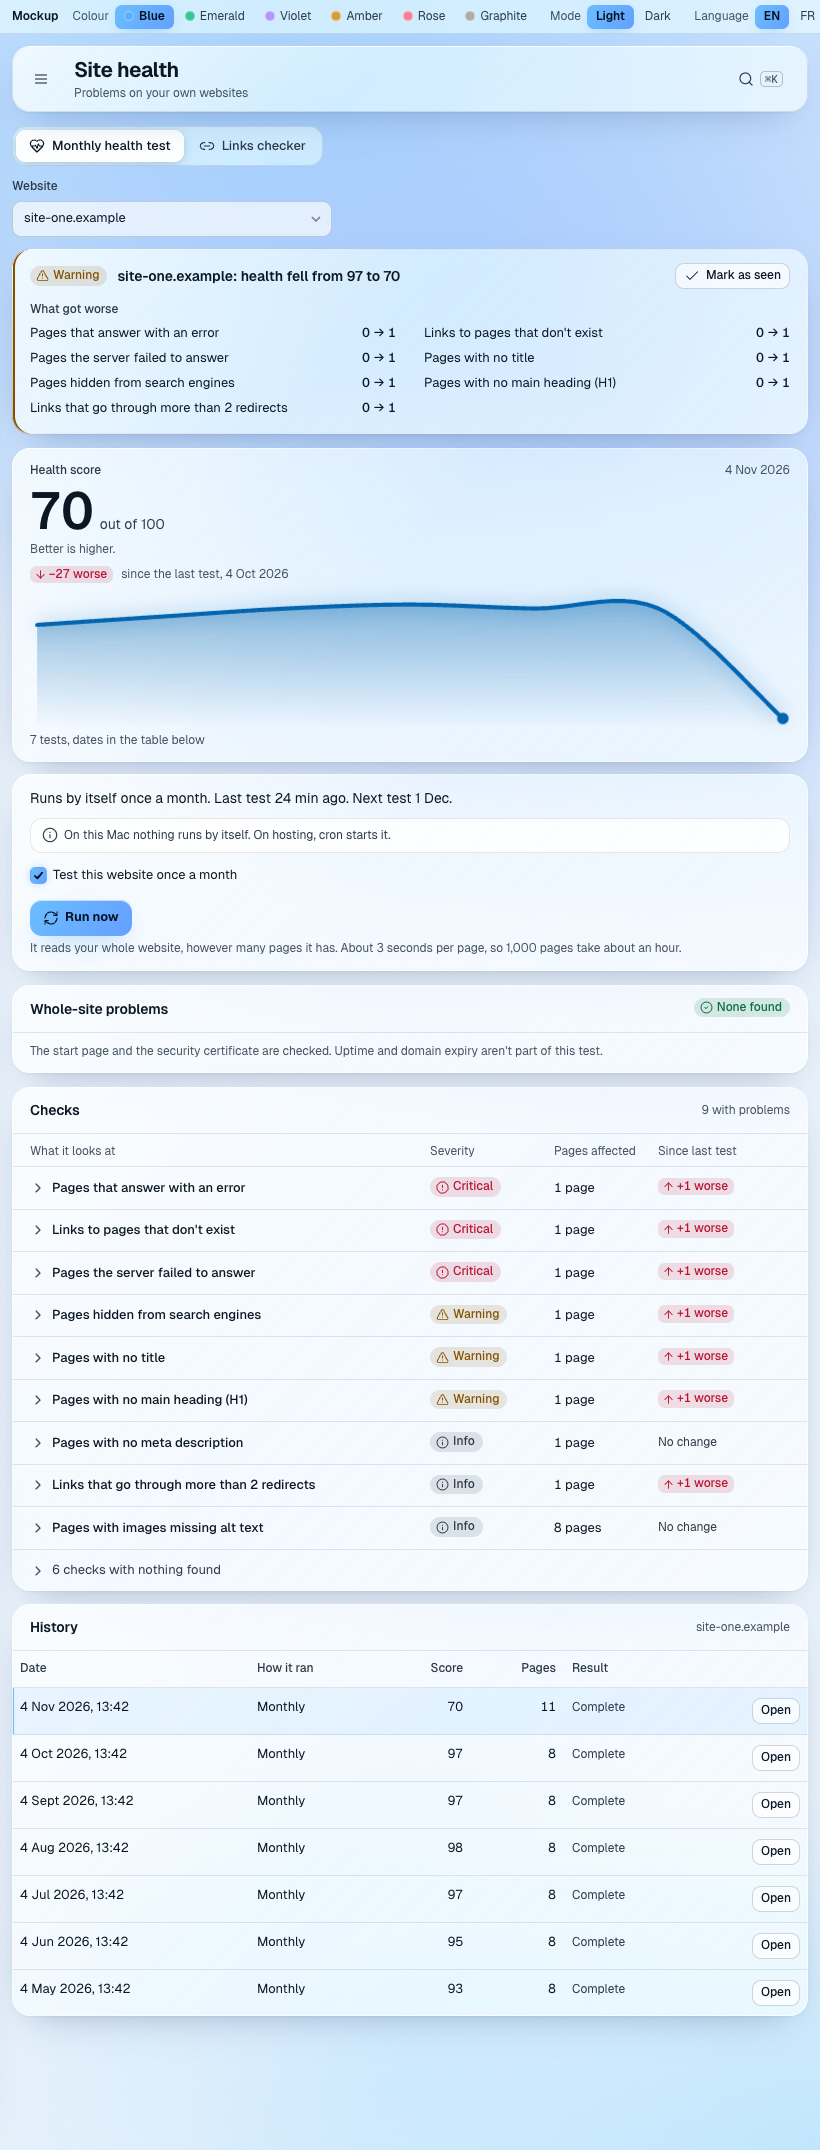 Mockup Colour Blue Emerald Violet Amber Rose Graphite Mode Light Dark Language EN FR
Site health
Problems on your own websites
⌘K
Monthly health test Links checker
Website
site-one.example
Warning site-one.example: health fell from 97 to 70 Mark as seen
What got worse
Pages that answer with an error 0 → 1 Links to pages that don't exist 0 → 1
Pages the server failed to answer 0 → 1 Pages with no title 0 → 1
Pages hidden from search engines 0 → 1 Pages with no main heading (H1) 0 → 1
Links that go through more than 2 redirects 0 → 1
Health score 4 Nov 2026
70 out of 100
Better is higher.
↓ −27 worse since the last test, 4 Oct 2026
7 tests, dates in the table below
Runs by itself once a month. Last test 24 min ago. Next test 1 Dec.
On this Mac nothing runs by itself. On hosting, cron starts it.
Test this website once a month
Run now
It reads your whole website, however many pages it has. About 3 seconds per page, so 1,000 pages take about an hour.
Whole-site problems None found
The start page and the security certificate are checked. Uptime and domain expiry aren't part of this test.
Checks 9 with problems
What it looks at Severity Pages affected Since last test
Pages that answer with an error Critical 1 page ↑ +1 worse
Links to pages that don't exist Critical 1 page ↑ +1 worse
Pages the server failed to answer Critical 1 page ↑ +1 worse
Pages hidden from search engines Warning 1 page ↑ +1 worse
Pages with no title Warning 1 page ↑ +1 worse
Pages with no main heading (H1) Warning 1 page ↑ +1 worse
Pages with no meta description Info 1 page No change
Links that go through more than 2 redirects Info 1 page ↑ +1 worse
Pages with images missing alt text Info 8 pages No change
6 checks with nothing found
History site-one.example
Date How it ran Score Pages Result
4 Nov 2026, 13:42 Monthly 70 11 Complete Open
4 Oct 2026, 13:42 Monthly 97 8 Complete Open
4 Sept 2026, 13:42 Monthly 97 8 Complete Open
4 Aug 2026, 13:42 Monthly 98 8 Complete Open
4 Jul 2026, 13:42 Monthly 97 8 Complete Open
4 Jun 2026, 13:42 Monthly 95 8 Complete Open
4 May 2026, 13:42 Monthly 93 8 Complete Open